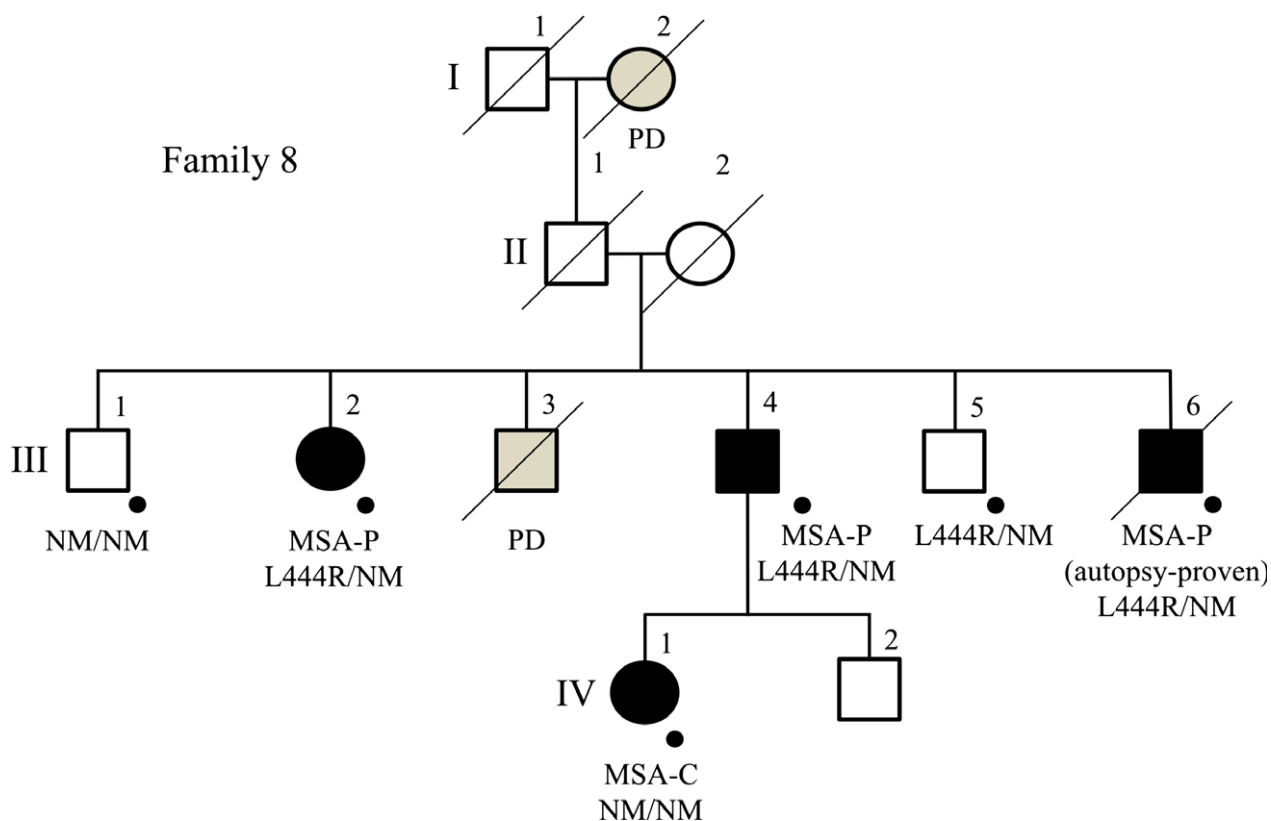 1 2
I
PD
Family 8
1 2
II
1 2 3 4 5 6
III
NM/NM MSA-P PD MSA-P L444R/NM MSA-P
L444R/NM L444R/NM (autopsy-proven)
L444R/NM
1 2
IV
MSA-C
NM/NM